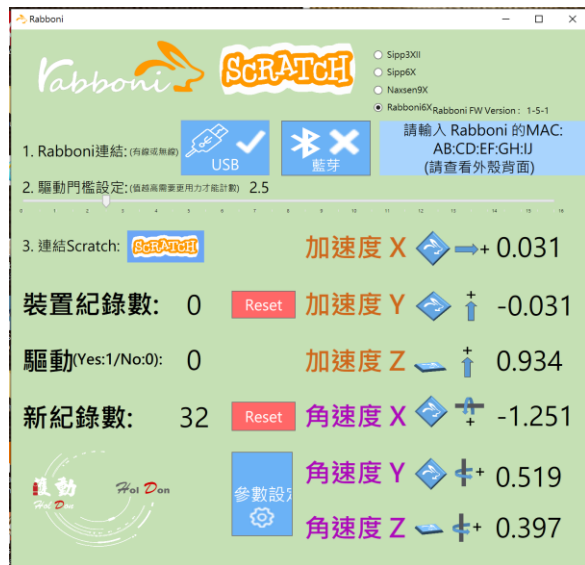 Rabboni
rabboni
SCRATCH
Sipp3XII
Sipp6X
Naxsen9X
Rabboni6X Rabboni FW Version : 1-5-1
1. Rabboni連結: (有線或無線)
USB
藍芽
請輸入 Rabboni 的MAC:
AB:CD:EF:GH:IJ
(請查看外殼背面)
2. 驅動門檻設定: (值越高需要更用力才能計數) 2.5
0 1 2 3 4 5 6 7 8 9 10 11 12 13 14 15 16
3. 連結Scratch: SCRATCH
加速度 X + 0.031
裝置紀錄數: 0 Reset
加速度 Y + -0.031
驅動(Yes:1/No:0): 0
加速度 Z + 0.934
新紀錄數: 32 Reset
角速度 X + -1.251
參數設
角速度 Y + 0.519
角速度 Z + 0.397
動
Hol Don
Hol Don